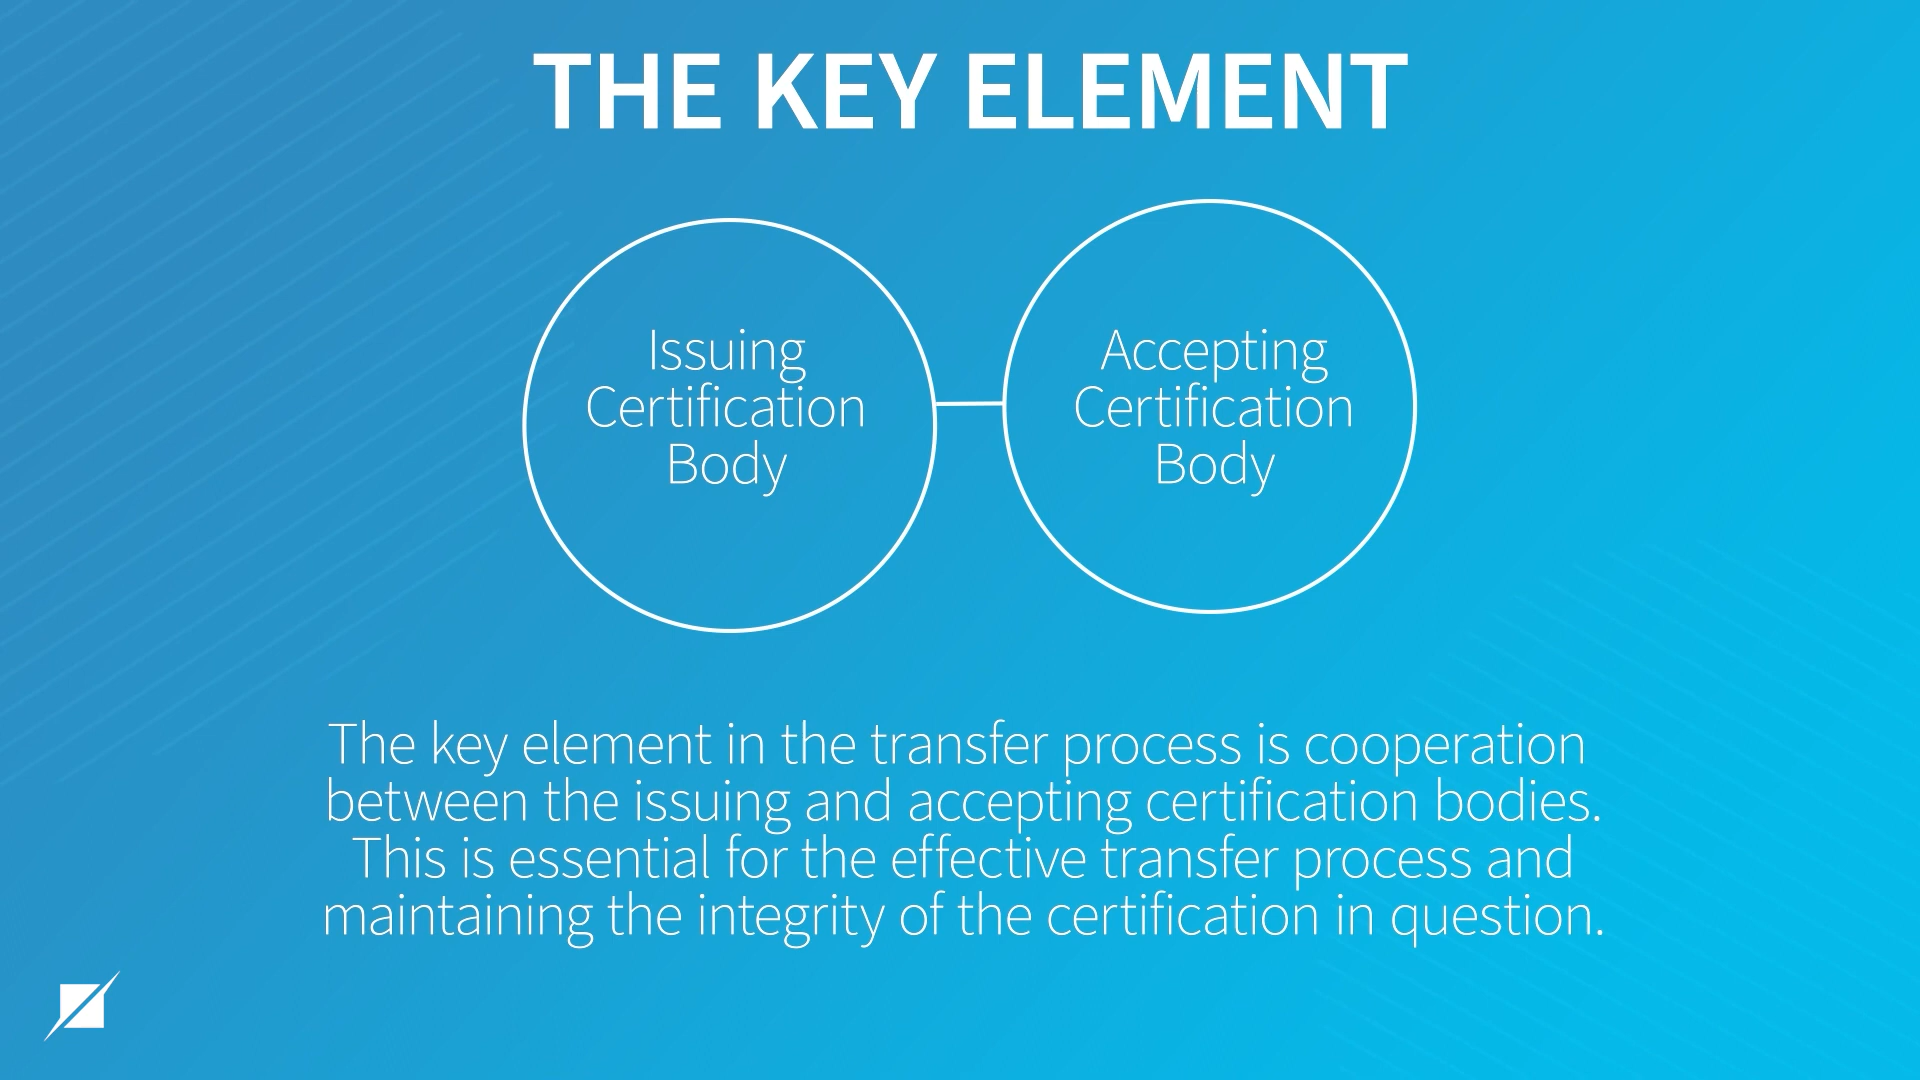 THE KEY ELEMENT
Issuing
Certification
Body
Accepting
Certification
Body
The key element in the transfer process is cooperation
between the issuing and accepting certification bodies.
This is essential for the effective transfer process and
maintaining the integrity of the certification in question.